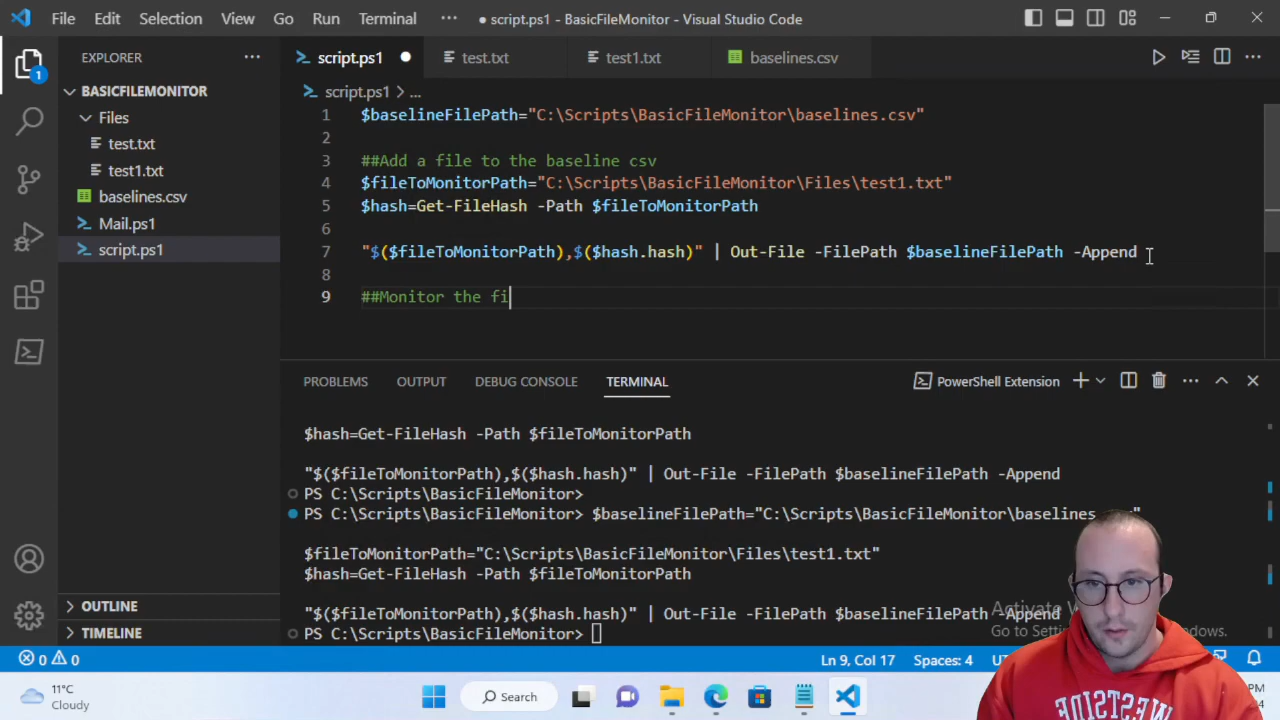 File Edit Selection View Go Run Terminal ··· ● script.ps1 - BasicFileMonitor - Visual Studio Code
EXPLORER ···
script.ps1 ● test.txt test1.txt baselines.csv
BASICFILEMONITOR
Files
test.txt
test1.txt
baselines.csv
Mail.ps1
script.ps1
OUTLINE
TIMELINE
1
script.ps1 > ...
1 $baselineFilePath="C:\Scripts\BasicFileMonitor\baselines.csv"
2
3 ##Add a file to the baseline csv
4 $fileToMonitorPath="C:\Scripts\BasicFileMonitor\Files\test1.txt"
5 $hash=Get-FileHash -Path $fileToMonitorPath
6
7 "$($fileToMonitorPath),$($hash.hash)" | Out-File -FilePath $baselineFilePath -Append
8
9 ##Monitor the fi
PROBLEMS OUTPUT DEBUG CONSOLE TERMINAL PowerShell Extension
$hash=Get-FileHash -Path $fileToMonitorPath
"$($fileToMonitorPath),$($hash.hash)" | Out-File -FilePath $baselineFilePath -Append
PS C:\Scripts\BasicFileMonitor>
PS C:\Scripts\BasicFileMonitor> $baselineFilePath="C:\Scripts\BasicFileMonitor\baselines
$fileToMonitorPath="C:\Scripts\BasicFileMonitor\Files\test1.txt"
$hash=Get-FileHash -Path $fileToMonitorPath
"$($fileToMonitorPath),$($hash.hash)" | Out-File -FilePath $baselineFilePath -Append
PS C:\Scripts\BasicFileMonitor>
Activate
Go to
0 0 Ln 9, Col 17 Spaces: 4
11°C
Cloudy
Search
WESTSIDE